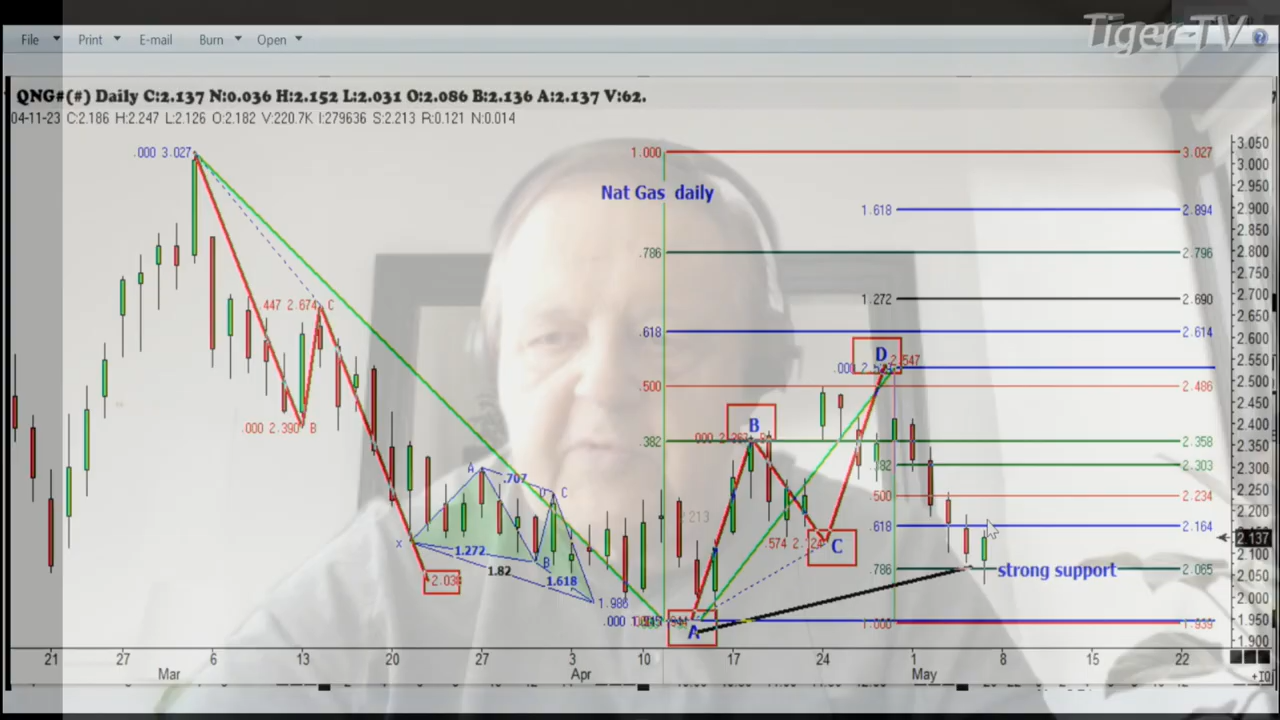 Tiger-TV
File Print E-mail Burn Open
QNG#(#) Daily C:2.137 N:0.036 H:2.152 L:2.031 O:2.086 B:2.136 A:2.137 V:62.
04-11-23 C:2.186 H:2.247 L:2.126 O:2.182 V:220.7K I:279636 S:2.213 R:0.121 N:0.014
.000 3.027
1.000 3.027
Nat Gas daily
1.618 2.894
.786 2.796
1.272 2.690
.447 2.674 C
.618 2.614
D
2.547
.500 2.486
B
.000 2.390 B
.382 2.358
.382 2.303
A
.707
C
.500 2.234
2.213
.618 2.164
.574 2.124
C
x
1.272
B
1.82
1.618
.786 2.065
strong support
1.986
A
1.000 1.939
3.050
3.000
2.950
2.900
2.850
2.800
2.750
2.700
2.650
2.600
2.550
2.500
2.450
2.400
2.350
2.300
2.250
2.200
2.137
2.100
2.050
2.000
1.950
1.900
21 27 6 13 20 27 3 10 17 24 1 8 15 22
Mar Apr May